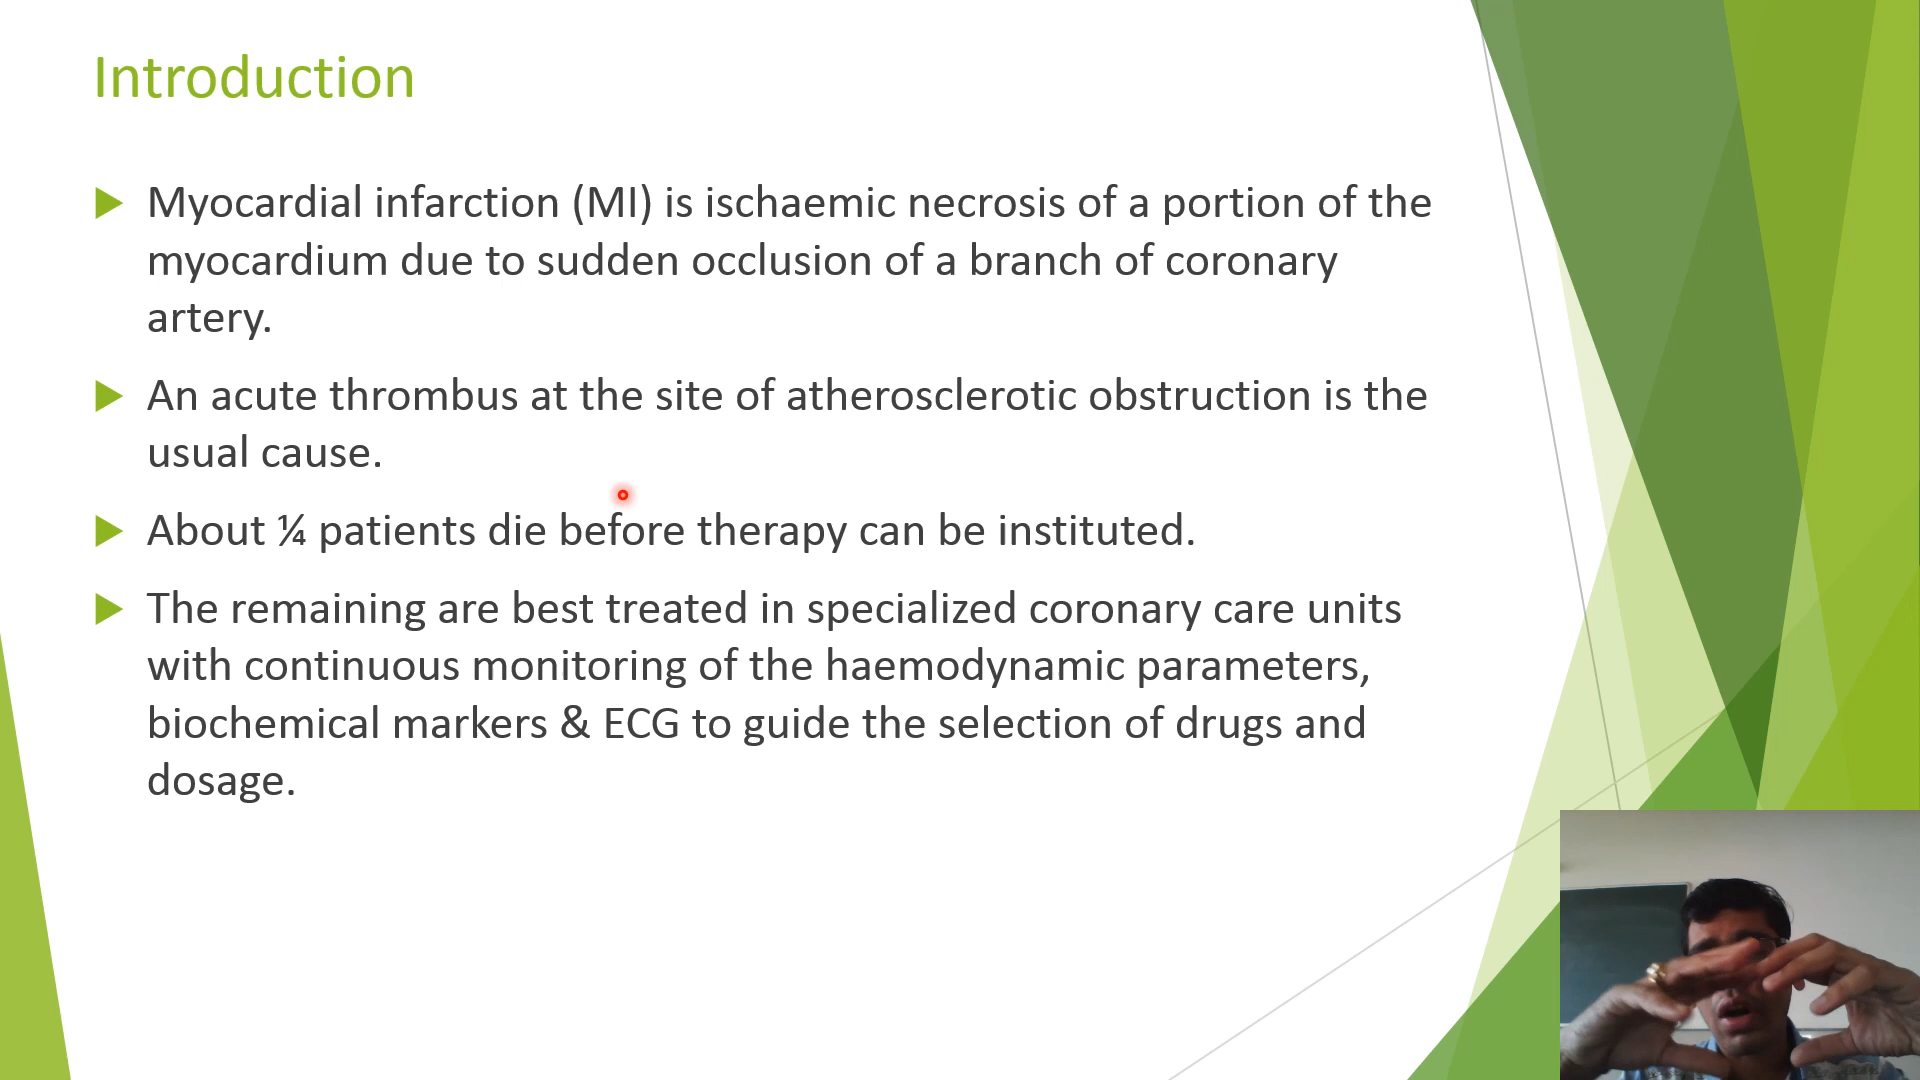 Introduction
Myocardial infarction (MI) is ischaemic necrosis of a portion of the
myocardium due to sudden occlusion of a branch of coronary
artery.
An acute thrombus at the site of atherosclerotic obstruction is the
usual cause.
About ¼ patients die before therapy can be instituted.
The remaining are best treated in specialized coronary care units
with continuous monitoring of the haemodynamic parameters,
biochemical markers & ECG to guide the selection of drugs and
dosage.